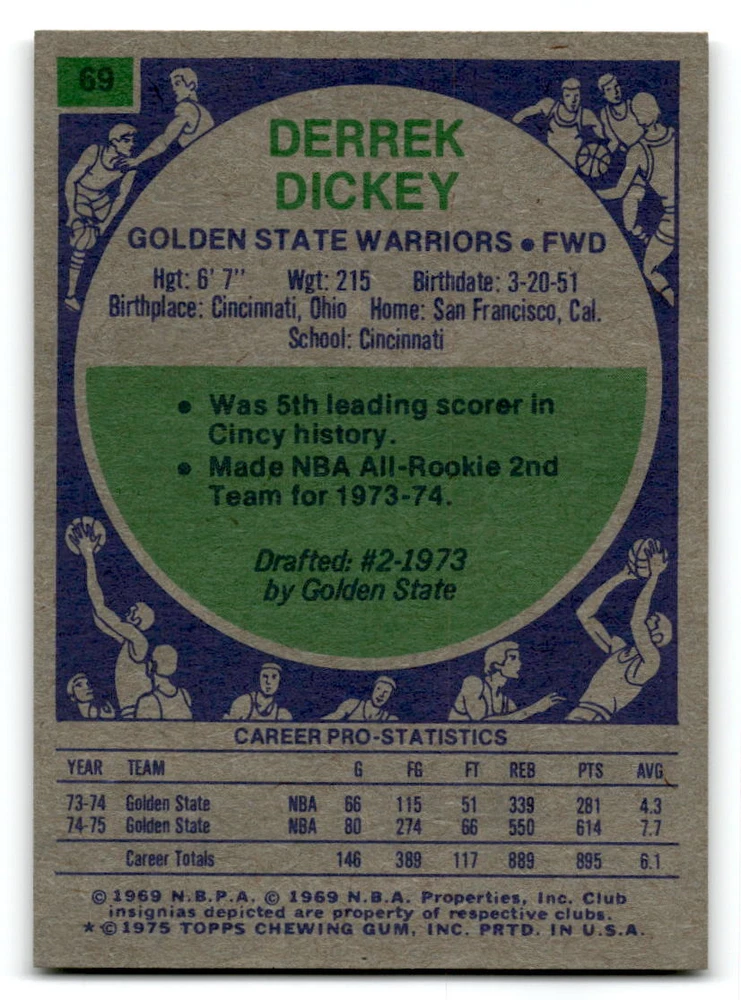 69
DERREK
DICKEY
GOLDEN STATE WARRIORS • FWD
Hgt: 6' 7" Wgt: 215 Birthdate: 3-20-51
Birthplace: Cincinnati, Ohio Home: San Francisco, Cal.
School: Cincinnati
• Was 5th leading scorer in
Cincy history.
• Made NBA All-Rookie 2nd
Team for 1973-74.
Drafted: #2-1973
by Golden State
CAREER PRO-STATISTICS
YEAR TEAM G FG FT REB PTS AVG
73-74 Golden State NBA 66 115 51 339 281 4.3
74-75 Golden State NBA 80 274 66 550 614 7.7
Career Totals 146 389 117 889 895 6.1
© 1969 N.B.P.A. © 1969 N.B.A. Properties, Inc. Club
insignias depicted are property of respective clubs.
* © 1975 TOPPS CHEWING GUM, INC. PRTD. IN U.S.A.